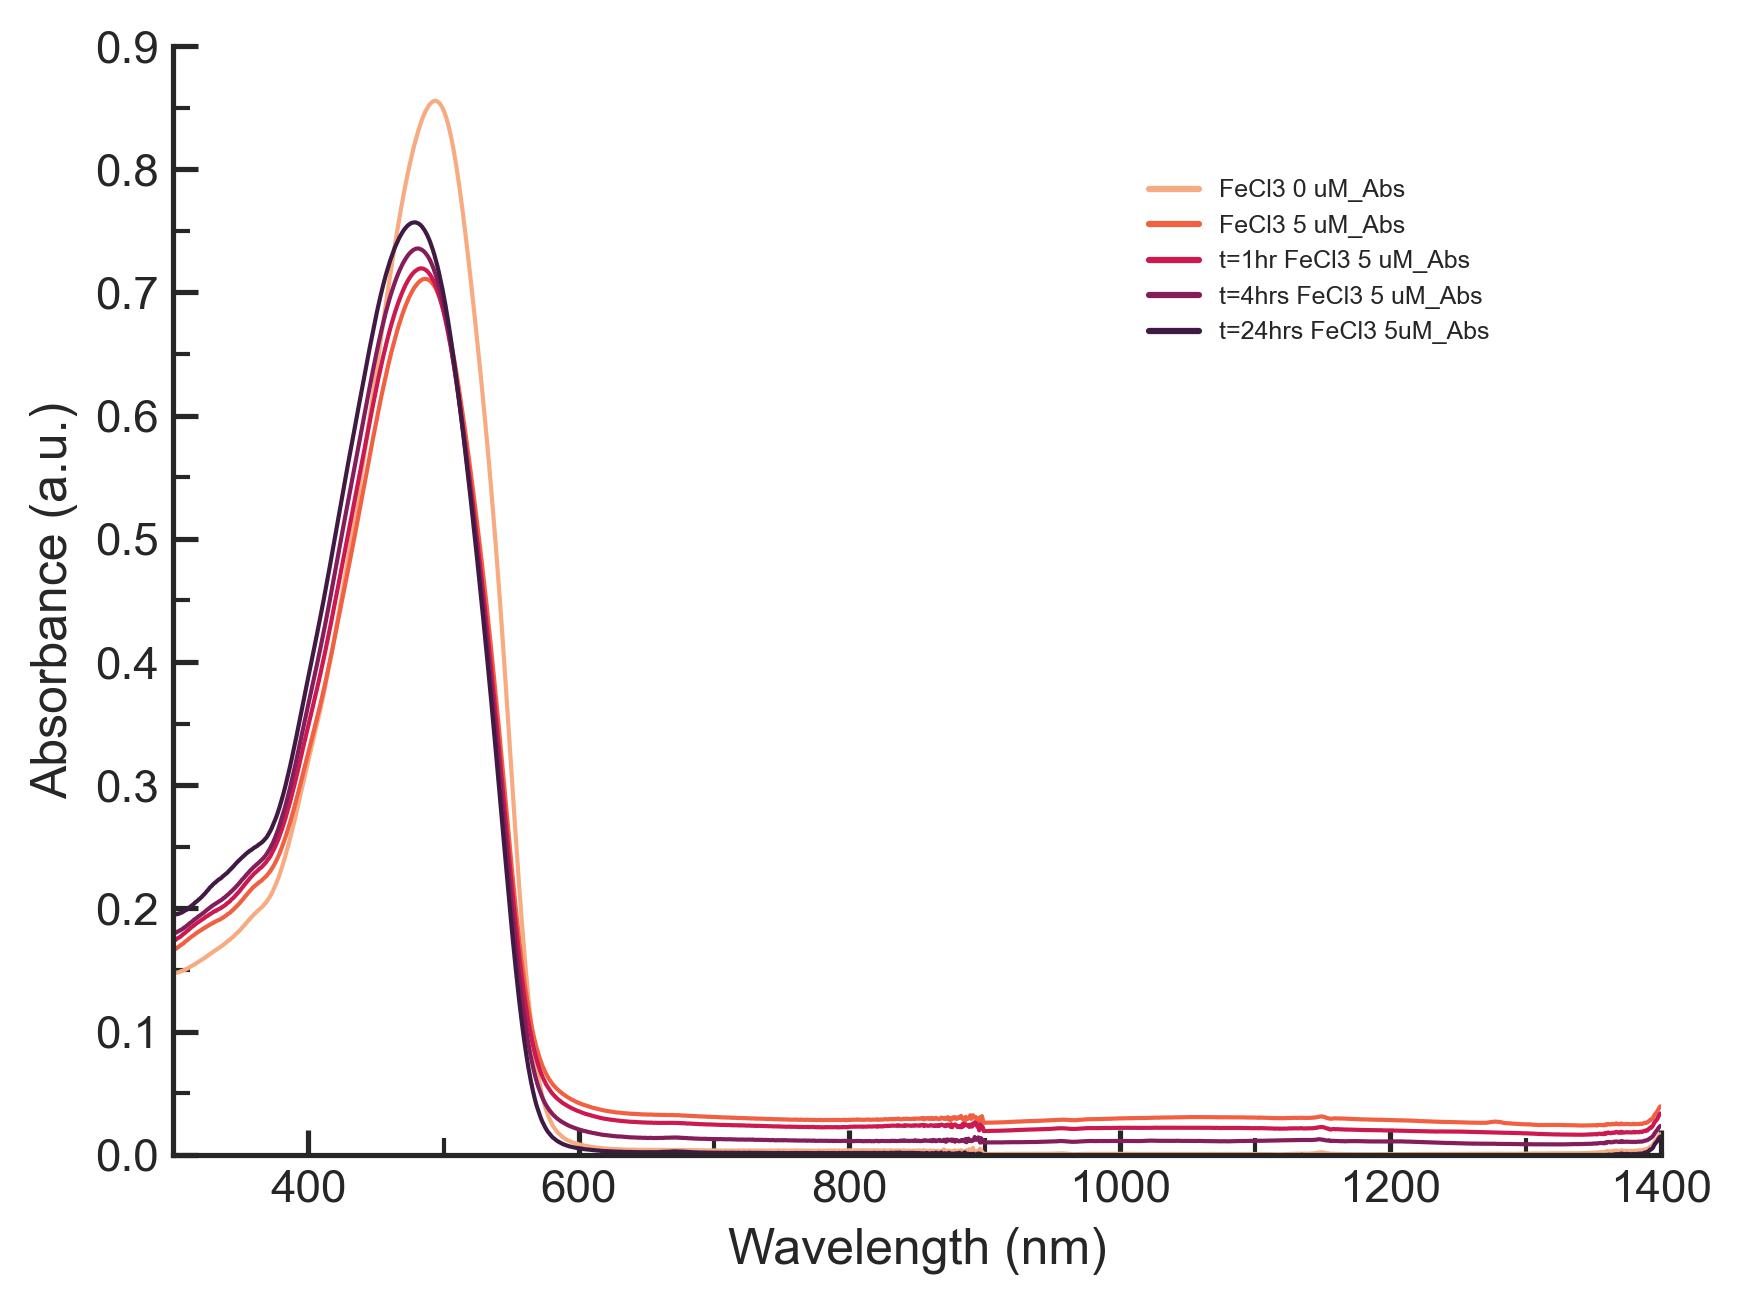 0.9
0.8
0.7
0.6
0.5
0.4
0.3
0.2
0.1
0.0
Absorbance (a.u.)
FeCl3 0 uM_Abs
FeCl3 5 uM_Abs
t=1hr FeCl3 5 uM_Abs
t=4hrs FeCl3 5 uM_Abs
t=24hrs FeCl3 5uM_Abs
400 600 800 1000 1200 1400
Wavelength (nm)